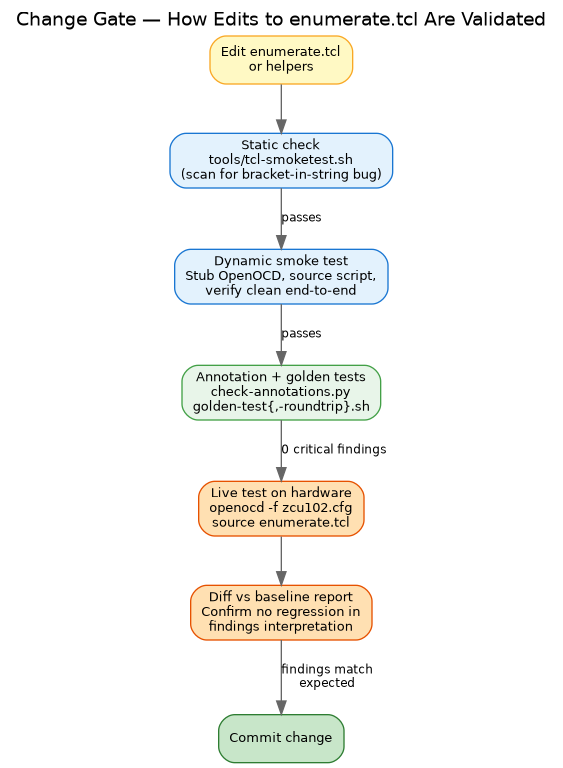 Change Gate — How Edits to enumerate.tcl Are Validated
Edit enumerate.tcl
or helpers
Static check
tools/tcl-smoketest.sh
(scan for bracket-in-string bug)
passes
Dynamic smoke test
Stub OpenOCD, source script,
verify clean end-to-end
passes
Annotation + golden tests
check-annotations.py
golden-test{,-roundtrip}.sh
0 critical findings
Live test on hardware
openocd -f zcu102.cfg
source enumerate.tcl
Diff vs baseline report
Confirm no regression in
findings interpretation
findings match
expected
Commit change